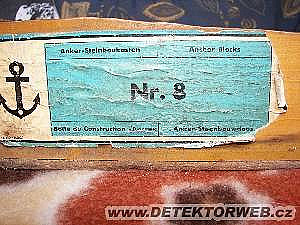 Anker-Steinbaukasten Anchor Blocks
Nr. 8
Boîte de Construction Anker-Steenbouwdoos
WWW.DETEKTORWEB.CZ